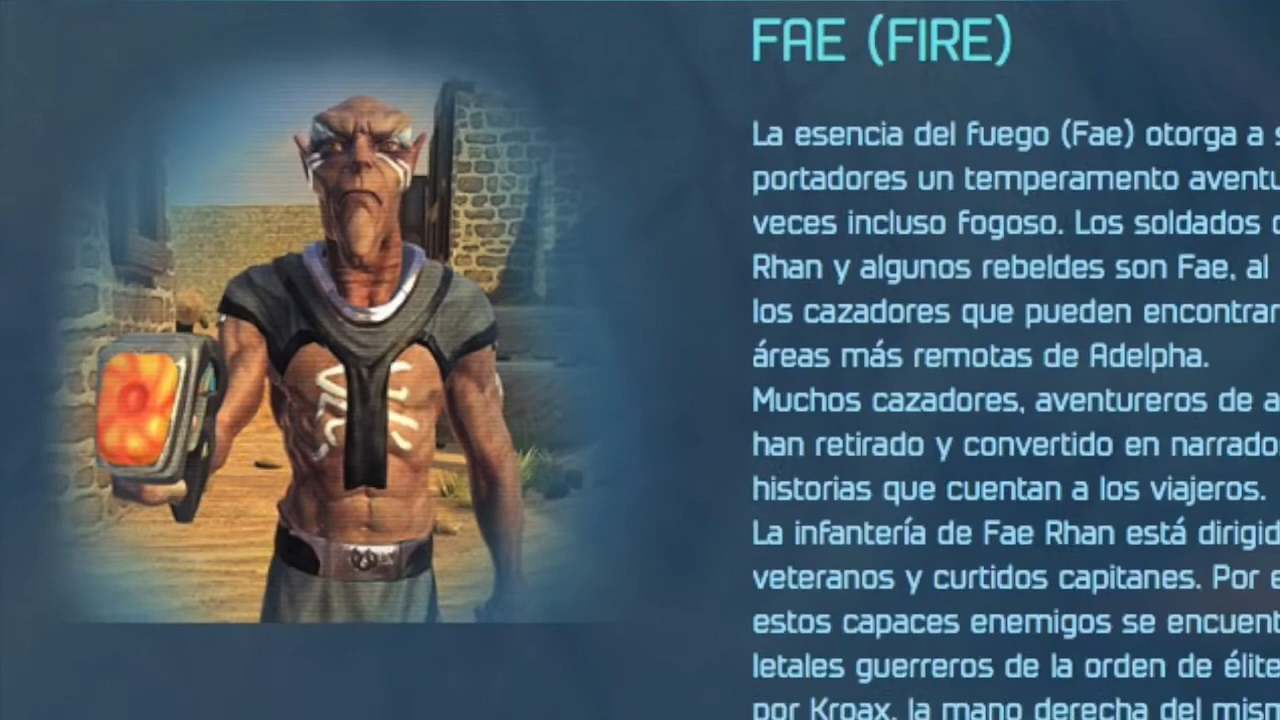 FAE (FIRE)
La esencia del fuego (Fae) otorga a
portadores un temperamento
veces incluso fogoso. Los soldados
Rhan y algunos rebeldes son Fae, al
los cazadores que pueden encontrar
áreas más remotas de Adelpha.
Muchos cazadores, aventureros de
han retirado y convertido en
historias que cuentan a los viajeros.
La infantería de Fae Rhan está
veteranos y curtidos capitanes. Por
estos capaces enemigos se
letales guerreros de la orden de élite
por Kroax, la mano derecha del